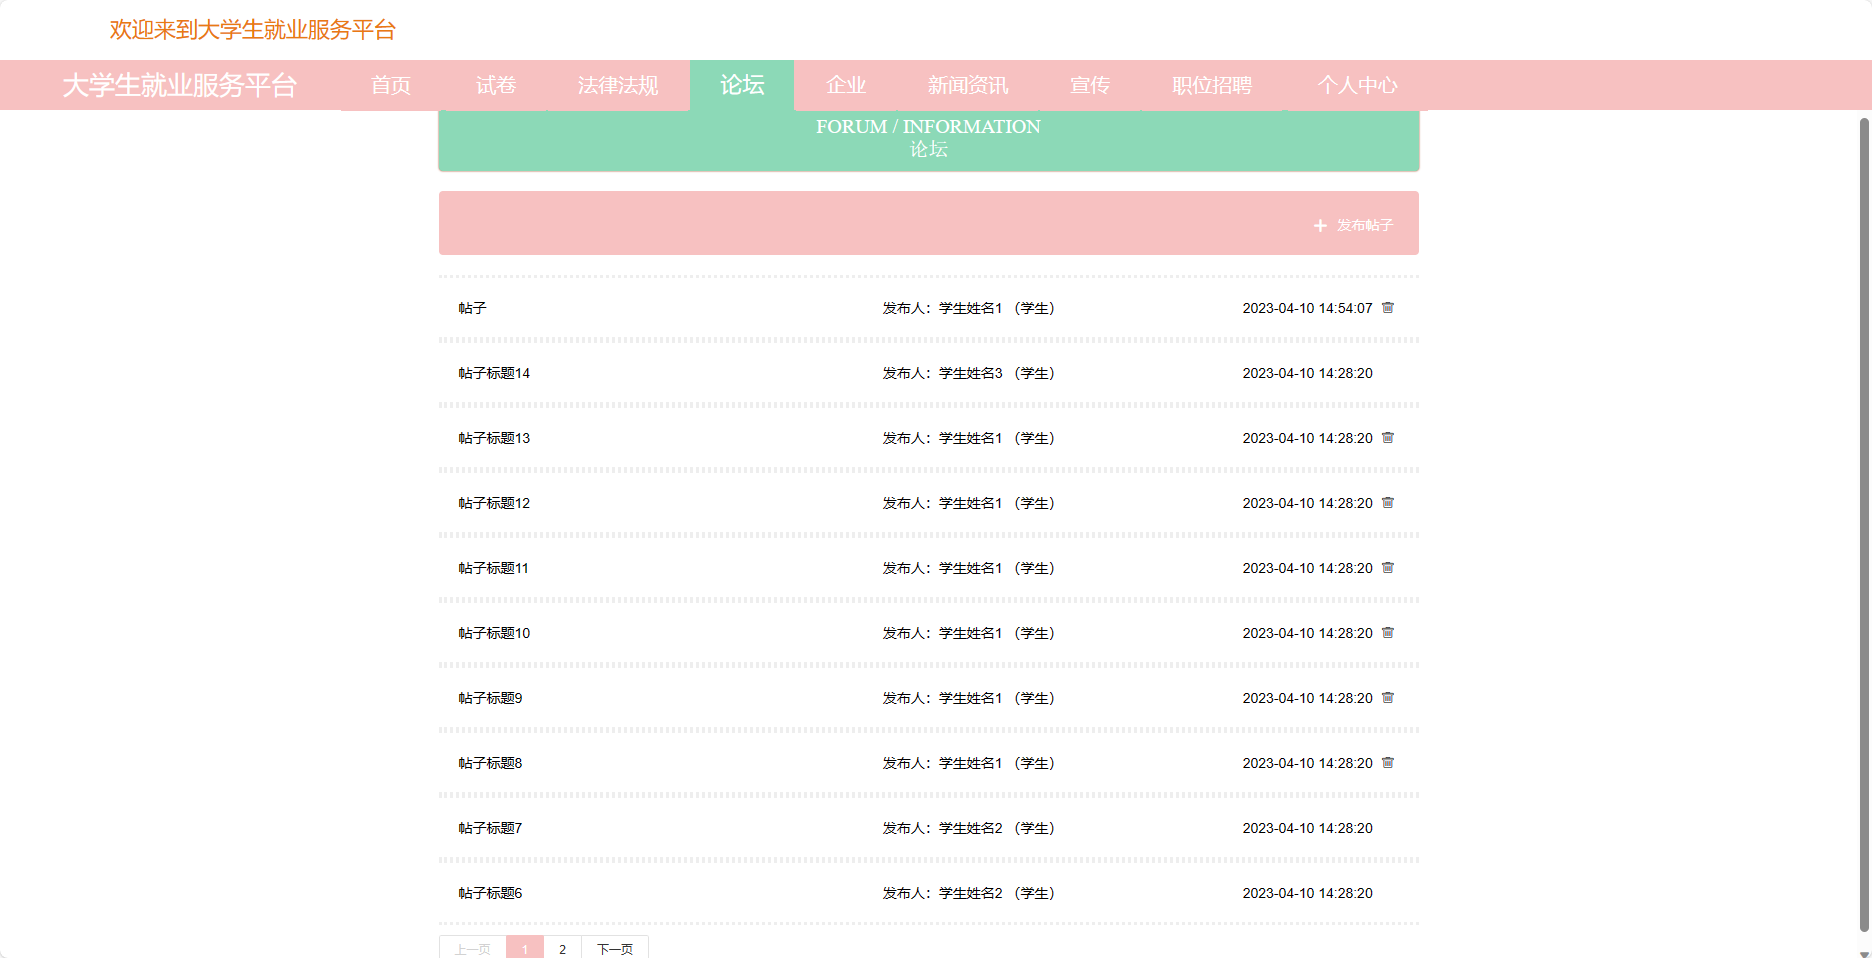 欢迎来到大学生就业服务平台
大学生就业服务平台 首页 试卷 法律法规 论坛 企业 新闻资讯 宣传 职位招聘 个人中心
FORUM / INFORMATION
论坛
发布帖子
帖子 发布人：学生姓名1 （学生） 2023-04-10 14:54:07
帖子标题14 发布人：学生姓名3 （学生） 2023-04-10 14:28:20
帖子标题13 发布人：学生姓名1 （学生） 2023-04-10 14:28:20
帖子标题12 发布人：学生姓名1 （学生） 2023-04-10 14:28:20
帖子标题11 发布人：学生姓名1 （学生） 2023-04-10 14:28:20
帖子标题10 发布人：学生姓名1 （学生） 2023-04-10 14:28:20
帖子标题9 发布人：学生姓名1 （学生） 2023-04-10 14:28:20
帖子标题8 发布人：学生姓名1 （学生） 2023-04-10 14:28:20
帖子标题7 发布人：学生姓名2 （学生） 2023-04-10 14:28:20
帖子标题6 发布人：学生姓名2 （学生） 2023-04-10 14:28:20
上一页 1 2 下一页